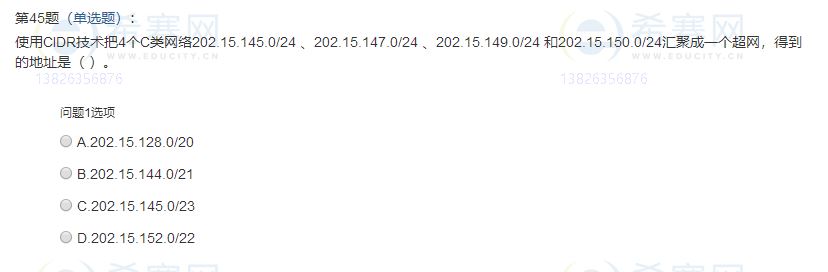 第45题（单选题）：
使用CIDR技术把4个C类网络202.15.145.0/24 、202.15.147.0/24 、202.15.149.0/24 和202.15.150.0/24汇聚成一个超网，得到
的地址是（ ）。
希赛网
WWW.EDUCITY.CN
13826356876
希赛网
WWW.EDUCITY.CN
13826356876
问题1选项
A.202.15.128.0/20
B.202.15.144.0/21
C.202.15.145.0/23
D.202.15.152.0/22
希赛网
希赛网